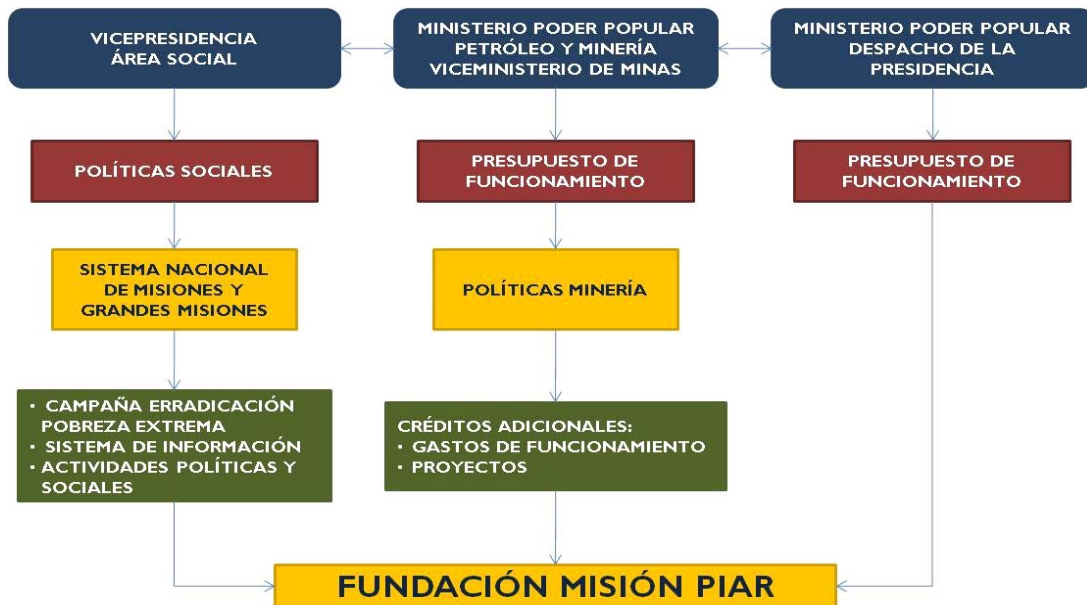 VICEPRESIDENCIA
ÁREA SOCIAL
MINISTERIO PODER POPULAR
PETRÓLEO Y MINERÍA
VICEMINISTERIO DE MINAS
MINISTERIO PODER POPULAR
DESPACHO DE LA
PRESIDENCIA
POLÍTICAS SOCIALES
PRESUPUESTO DE
FUNCIONAMIENTO
PRESUPUESTO DE
FUNCIONAMIENTO
SISTEMA NACIONAL
DE MISIONES Y
GRANDES MISIONES
POLÍTICAS MINERÍA
• CAMPAÑA ERRADICACIÓN
POBREZA EXTREMA
• SISTEMA DE INFORMACIÓN
• ACTIVIDADES POLÍTICAS Y
SOCIALES
CRÉDITOS ADICIONALES:
• GASTOS DE FUNCIONAMIENTO
• PROYECTOS
FUNDACIÓN MISIÓN PIAR